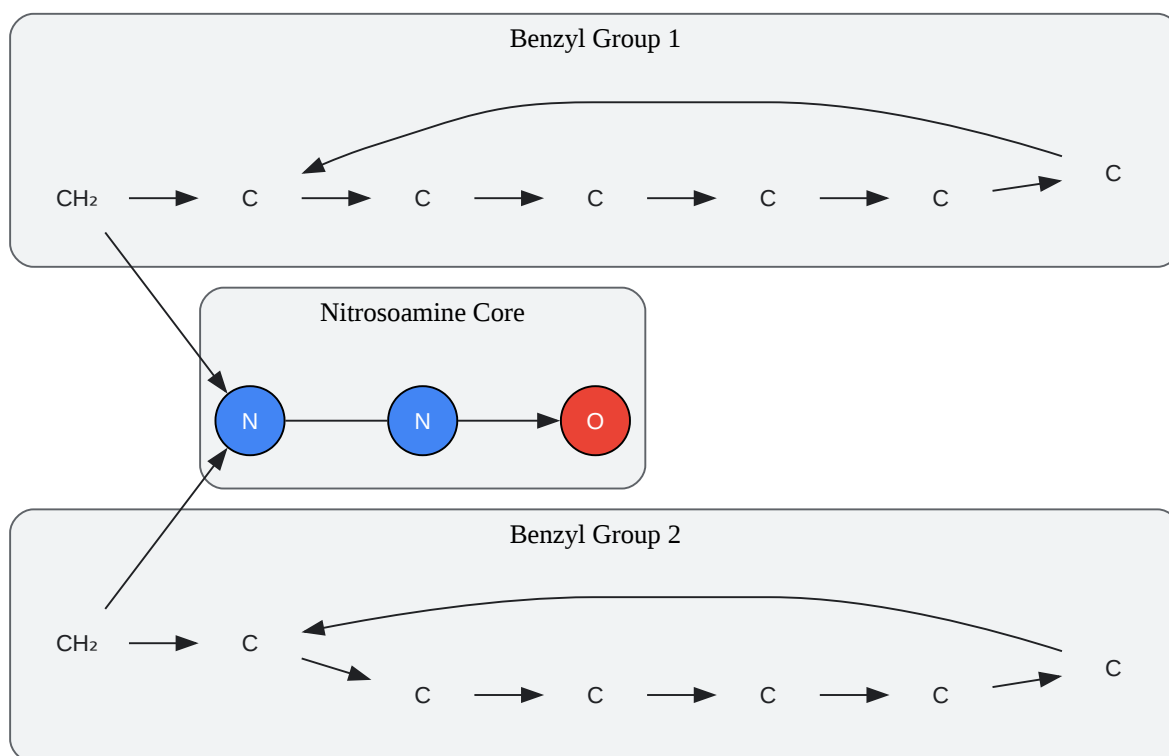 Benzyl Group 1
C
CH₂ C C C C C
Nitrosoamine Core
N N O
Benzyl Group 2
CH₂ C
C
C C C C